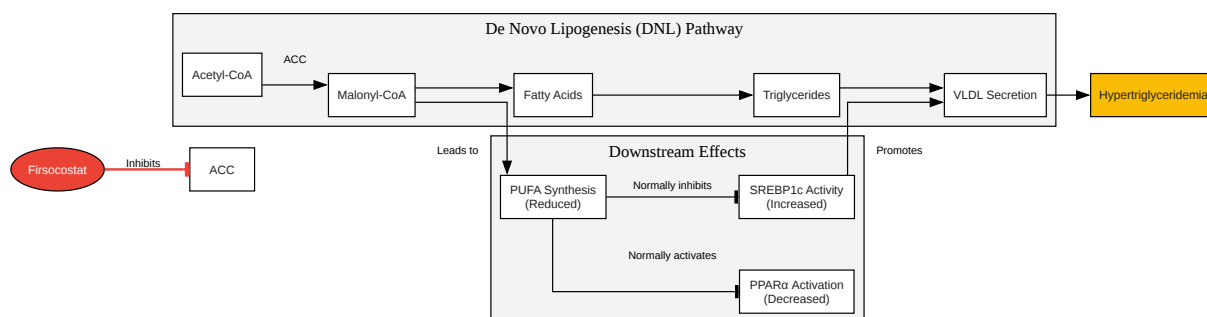 De Novo Lipogenesis (DNL) Pathway
Acetyl-CoA
ACC
Malonyl-CoA
Fatty Acids
Triglycerides
VLDL Secretion
Hypertriglyceridemia
Firsocostat
Inhibits
ACC
Leads to
Downstream Effects
Promotes
PUFA Synthesis
(Reduced)
Normally inhibits
SREBP1c Activity
(Increased)
Normally activates
PPARα Activation
(Decreased)